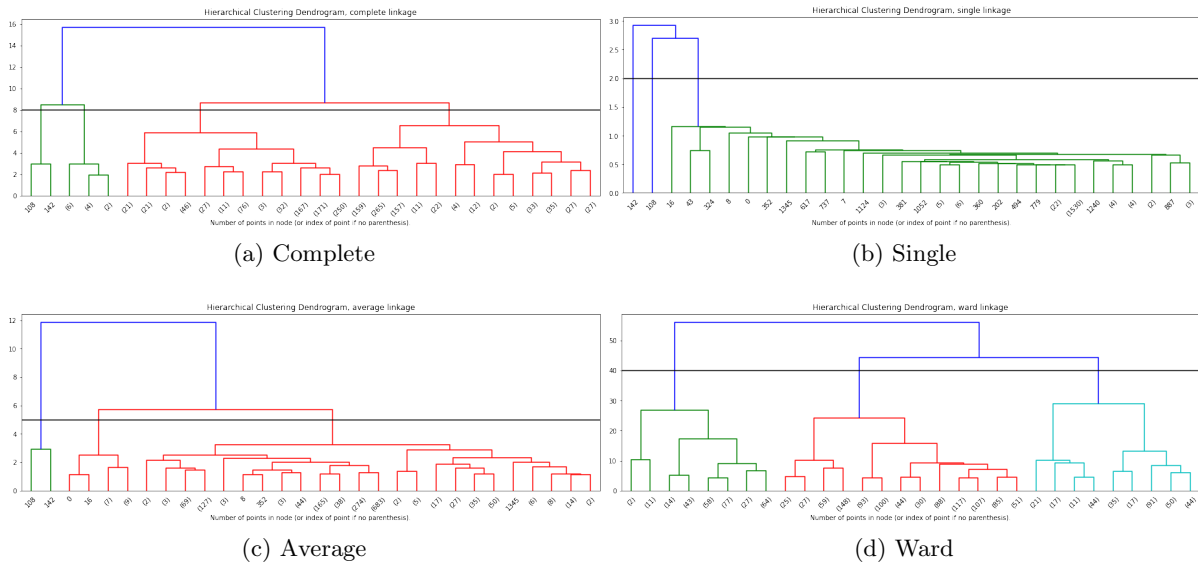 Hierarchical Clustering Dendrogram, complete linkage
16
14
12
10
8
6
4
2
0
108 142 (6) (4) (2) (21) (21) (2) (46) (27) (11) (76) (3) (32) (167) (171) (250) (159) (265) (157) (11) (22) (4) (12) (2) (5) (33) (35) (27) (27)
Number of points in node (or index of point if no parenthesis)
(a) Complete
Hierarchical Clustering Dendrogram, single linkage
3.0
2.5
2.0
1.5
1.0
0.5
0.0
142 108 16 43 324 8 0 352 1345 617 737 7 1124 (3) 381 1052 (5) (6) 360 202 494 779 (22) (1530) 1240 (4) (4) (2) 887 (3)
Number of points in node (or index of point if no parenthesis)
(b) Single
Hierarchical Clustering Dendrogram, average linkage
12
10
8
6
4
2
0
108 142 0 16 (7) (9) (2) (3) (69) (127) (3) 8 352 (3) (44) (165) (38) (274) (683) (2) (5) (17) (27) (35) (50) 1345 (6) (8) (14) (2)
Number of points in node (or index of point if no parenthesis)
(c) Average
Hierarchical Clustering Dendrogram, ward linkage
50
40
30
20
10
0
(2) (11) (14) (43) (58) (77) (27) (64) (25) (27) (59) (148) (93) (100) (44) (30) (88) (117) (107) (85) (51) (21) (17) (11) (44) (35) (17) (91) (50) (44)
Number of points in node (or index of point if no parenthesis)
(d) Ward